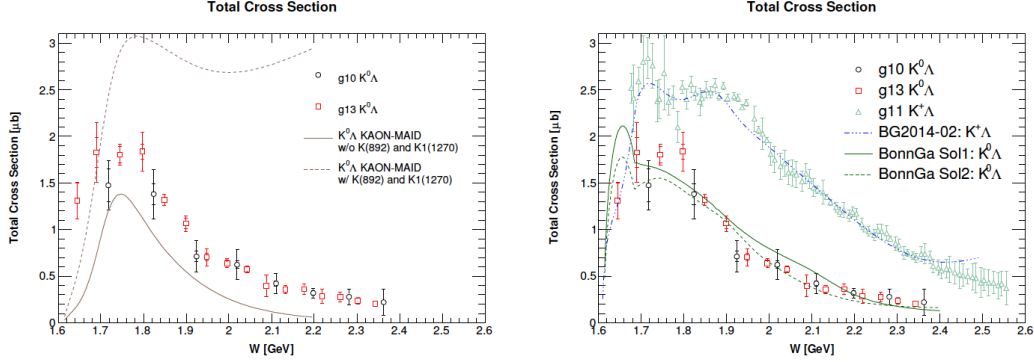 Total Cross Section
Total Cross Section [μb]
3
2.5
2
1.5
1
0.5
0
g10 K⁰Λ
g13 K⁰Λ
K⁰Λ KAON-MAID
w/o K(892) and K1(1270)
K⁰Λ KAON-MAID
w/ K(892) and K1(1270)
1.6 1.7 1.8 1.9 2 2.1 2.2 2.3 2.4 2.5 2.6
W [GeV]
Total Cross Section
Total Cross Section [μb]
3
2.5
2
1.5
1
0.5
0
g10 K⁰Λ
g13 K⁰Λ
g11 K⁺Λ
BG2014-02: K⁺Λ
BonnGa Sol1: K⁰Λ
BonnGa Sol2: K⁰Λ
1.6 1.7 1.8 1.9 2 2.1 2.2 2.3 2.4 2.5 2.6
W [GeV]